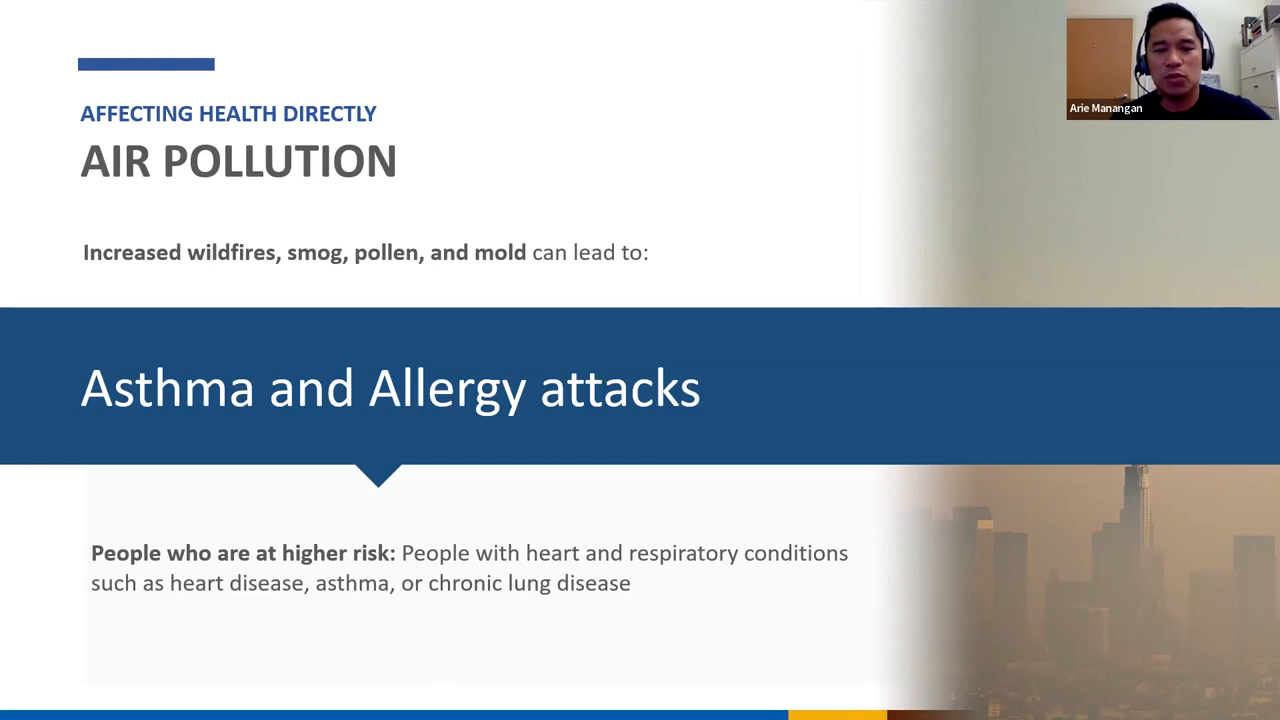 Arie Manangan
AFFECTING HEALTH DIRECTLY
AIR POLLUTION
Increased wildfires, smog, pollen, and mold can lead to:
Asthma and Allergy attacks
People who are at higher risk: People with heart and respiratory conditions
such as heart disease, asthma, or chronic lung disease